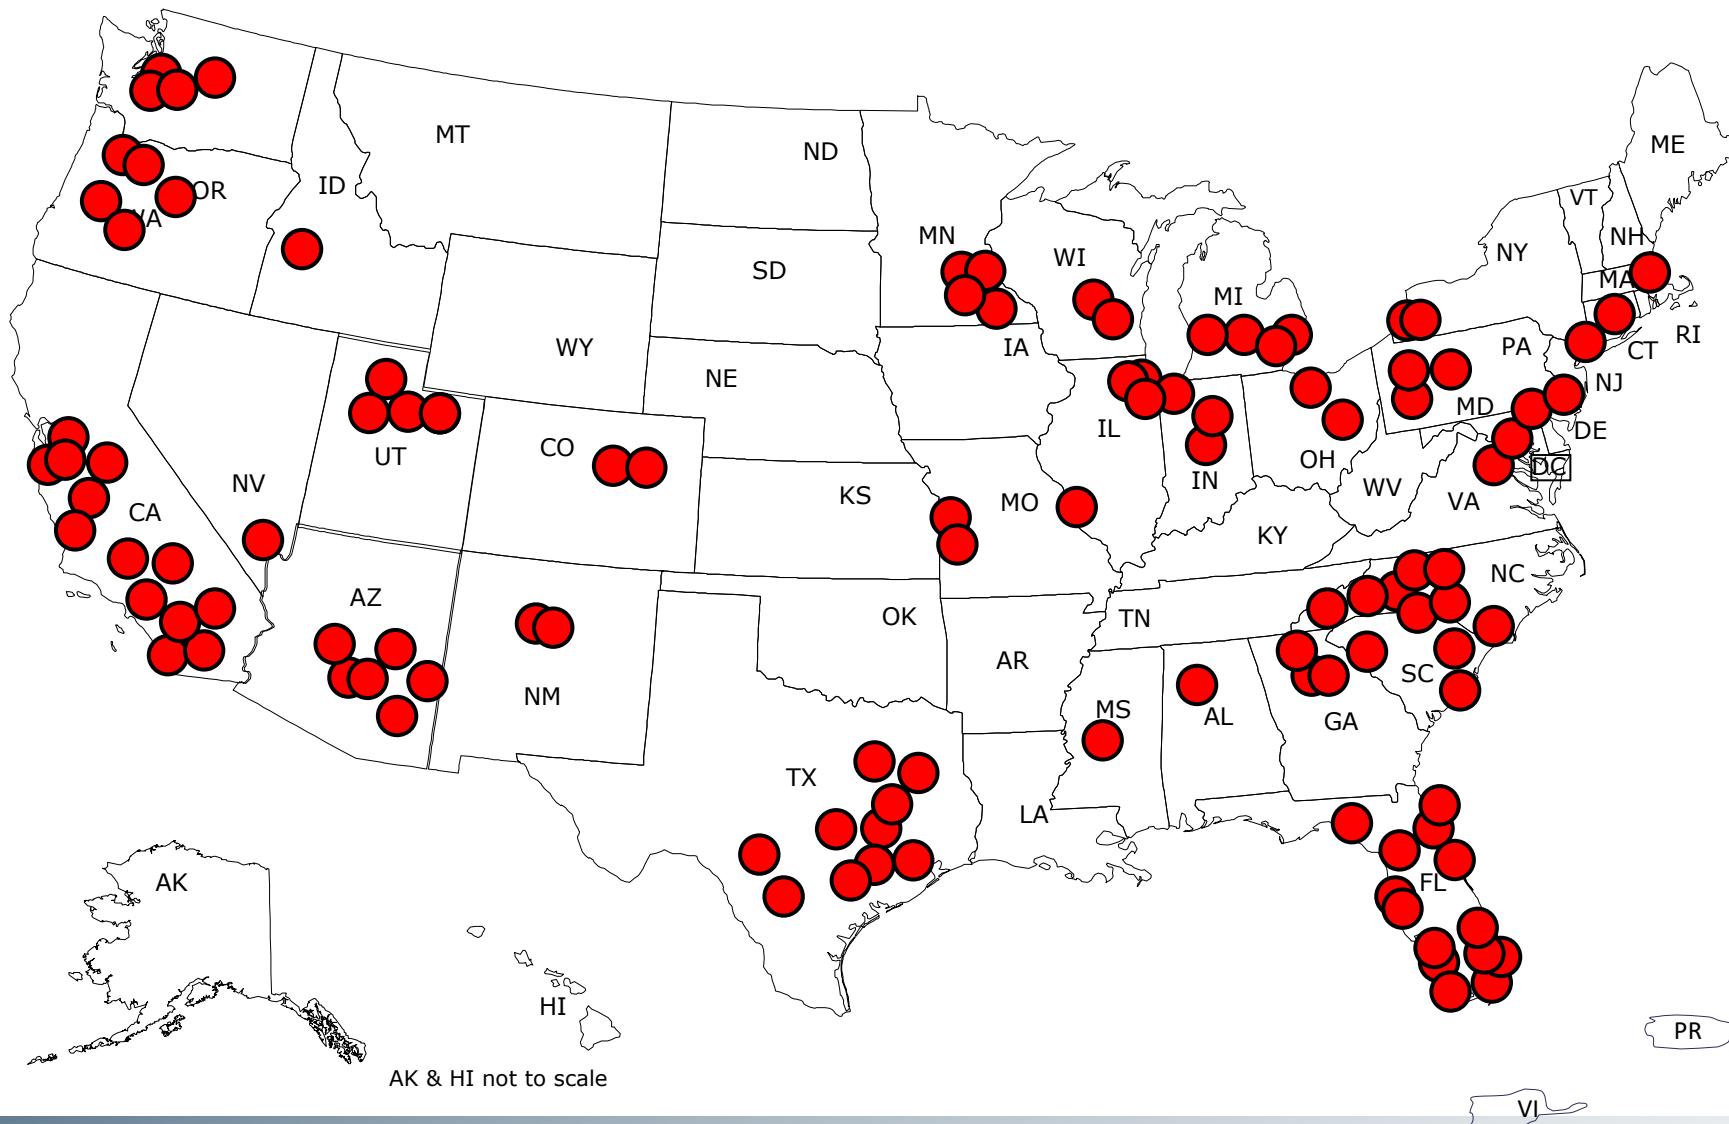 ME
MT
ND
ID
OR
VT
WA
NH
MN
NY
WI
SD
MA
MI
RI
WY
IA
PA
CT
NE
NJ
MD
IL
DE
CO
UT
OH
DC
NV
IN
WV
KS
MO
VA
CA
KY
NC
AZ
OK
TN
AR
SC
NM
MS
AL
GA
TX
LA
AK
FL
HI
PR
AK & HI not to scale
VI